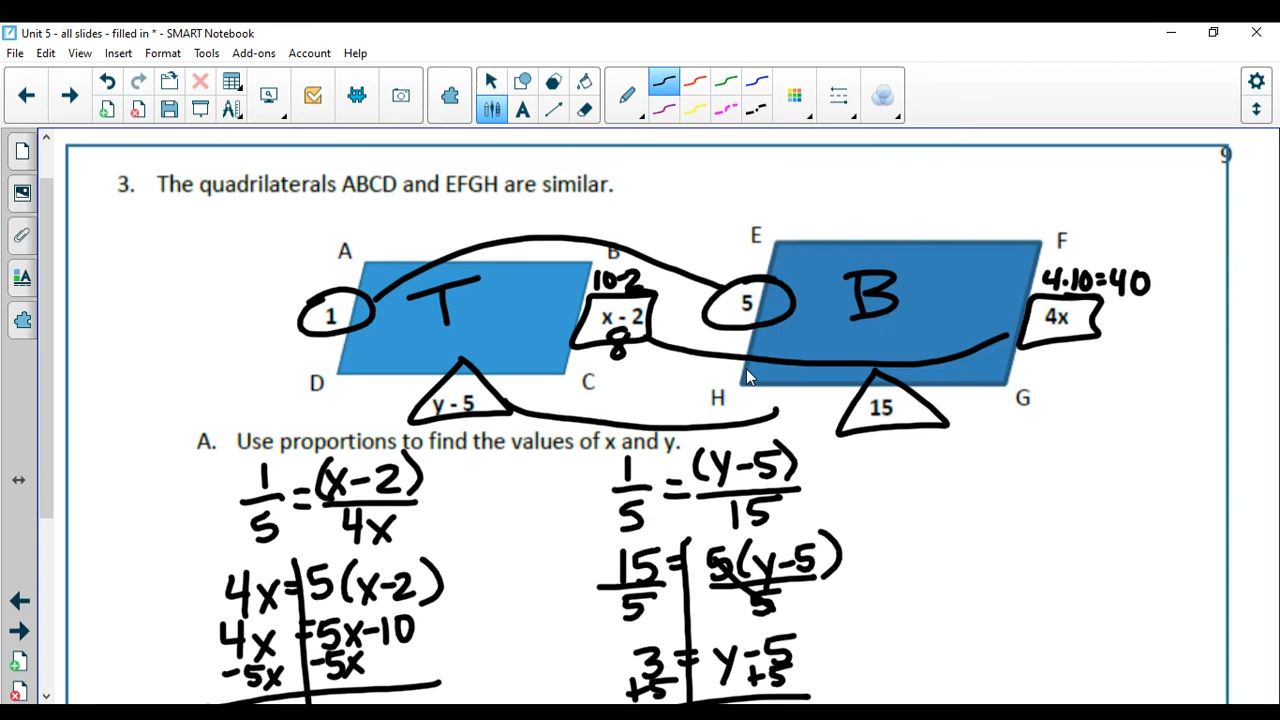 Unit 5 - all slides - filled in * - SMART Notebook
File Edit View Insert Format Tools Add-ons Account Help
9
3. The quadrilaterals ABCD and EFGH are similar.
A B E F
10-2 4·10=40
1 T x - 2 5 B 4x
8
D C H G
y - 5 15
A. Use proportions to find the values of x and y.
1/5 = (x-2)/4x 1/5 = (y-5)/15
4x = 5(x-2) 15/5 = 5(y-5)/5
4x = 5x-10 3 = y-5
-5x -5x +5 +5